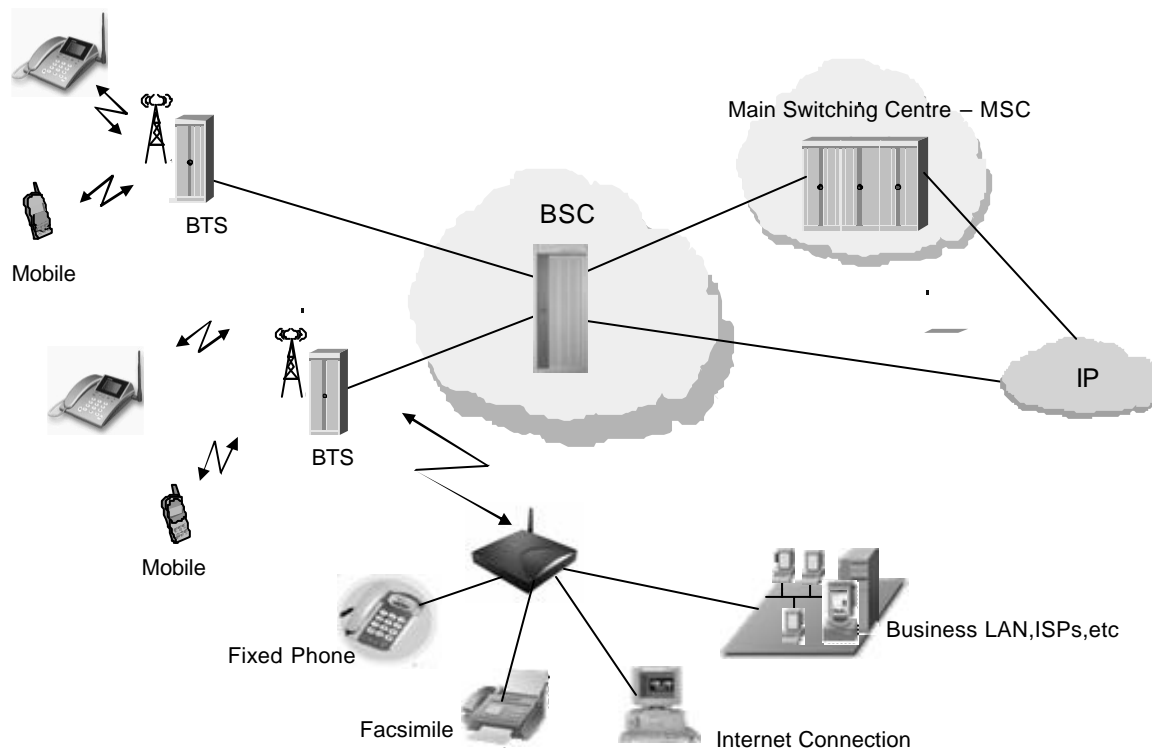 Main Switching Centre – MSC
BSC
BTS
Mobile
IP
BTS
Mobile
Business LAN,ISPs,etc
Fixed Phone
Facsimile
Internet Connection